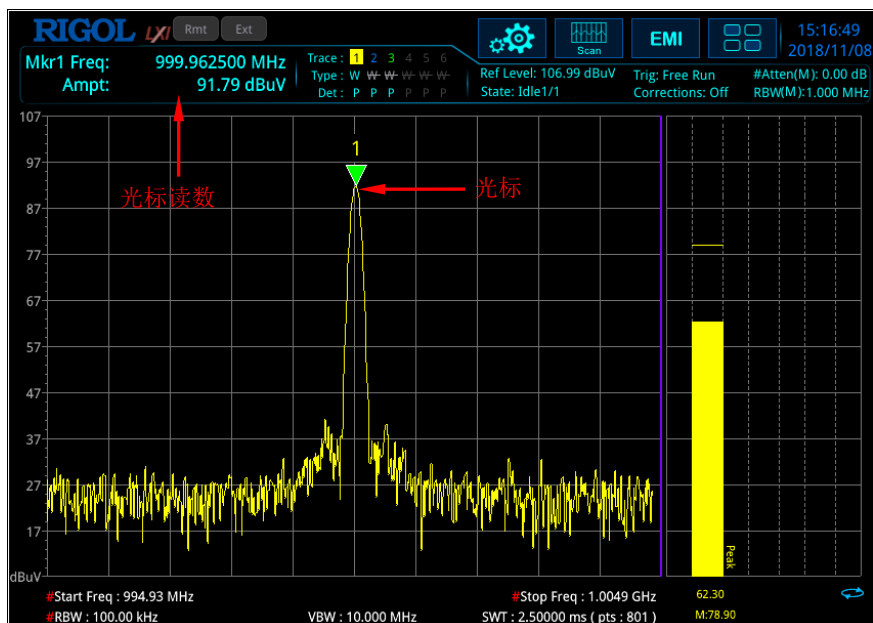 RIGOL LXI Rmt Ext
Scan
EMI
15:16:49
2018/11/08
Mkr1 Freq: 999.962500 MHz
Ampt: 91.79 dBuV
Trace: 1 2 3 4 5 6
Type: W W W W W W
Det: P P P P P P
Ref Level: 106.99 dBuV
State: Idle1/1
Trig: Free Run
Corrections: Off
#Atten(M): 0.00 dB
RBW(M):1.000 MHz
107
97
87
77
67
57
47
37
27
17
dBuV
1
光标读数
光标
Peak
#Start Freq : 994.93 MHz
#Stop Freq : 1.0049 GHz
62.30
#RBW : 100.00 kHz
VBW : 10.000 MHz
SWT : 2.50000 ms ( pts : 801 )
M:78.90